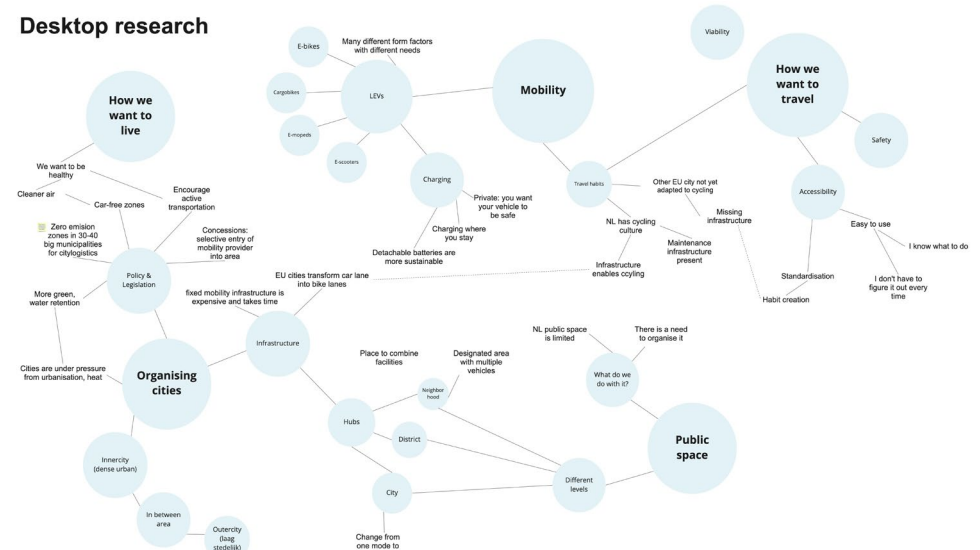 Desktop research
How we
want to
live
We want to be
healthy
Cleaner air
Car-free zones
Encourage
active
transportation
Zero emision
zones in 30-40
big municipalities
for citylogistics
Concessions:
selective entry of
mobility provider
into area
Policy &
Legislation
More green,
water retention
Cities are under pressure
from urbanisation, heat
Organising
cities
Innercity
(dense urban)
In between
area
Outercity
(laag
stedelijk)
E-bikes
Cargobikes
E-mopeds
E-scooters
Many different form factors
with different needs
LEVs
Mobility
Charging
Private: you want
your vehicle to
be safe
Charging where
you stay
Detachable batteries are
more sustainable
EU cities transform car lane
into bike lanes
fixed mobility infrastructure is
expensive and takes time
Infrastructure
Place to combine
facilities
Designated area
with multiple
vehicles
Neighbor
hood
Hubs
District
City
Change from
one mode to
Different
levels
Viability
How we
want to
travel
Safety
Travel habits
Other EU city not yet
adapted to cycling
Missing
infrastructure
NL has cycling
culture
Maintenance
infrastructure
present
Infrastructure
enables ccyling
Accessibility
Easy to use
I know what to do
I don't have to
figure it out every
time
Standardisation
Habit creation
NL public space
is limited
There is a need
to organise it
What do we
do with it?
Public
space